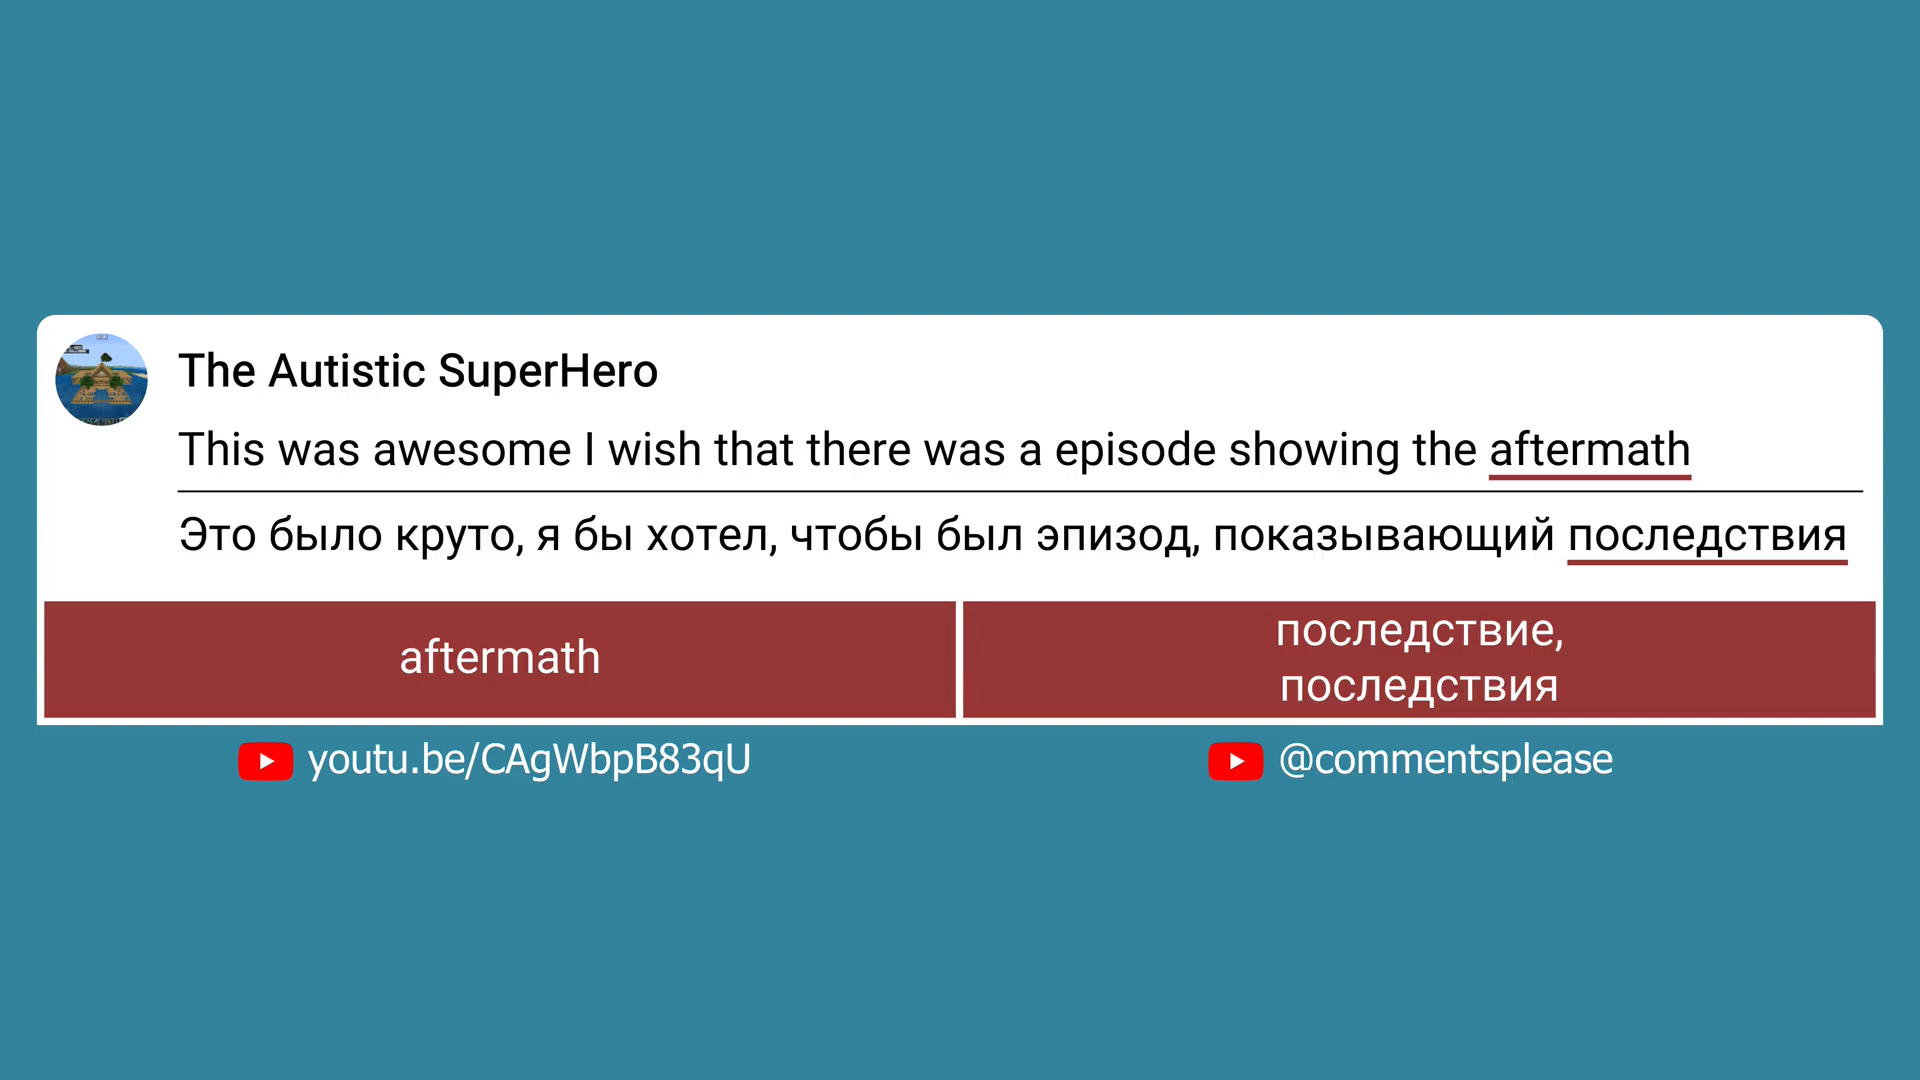 The Autistic SuperHero
This was awesome I wish that there was a episode showing the aftermath
Это было круто, я бы хотел, чтобы был эпизод, показывающий последствия
aftermath
последствие,
последствия
youtu.be/CAgWbpB83qU
@commentsplease